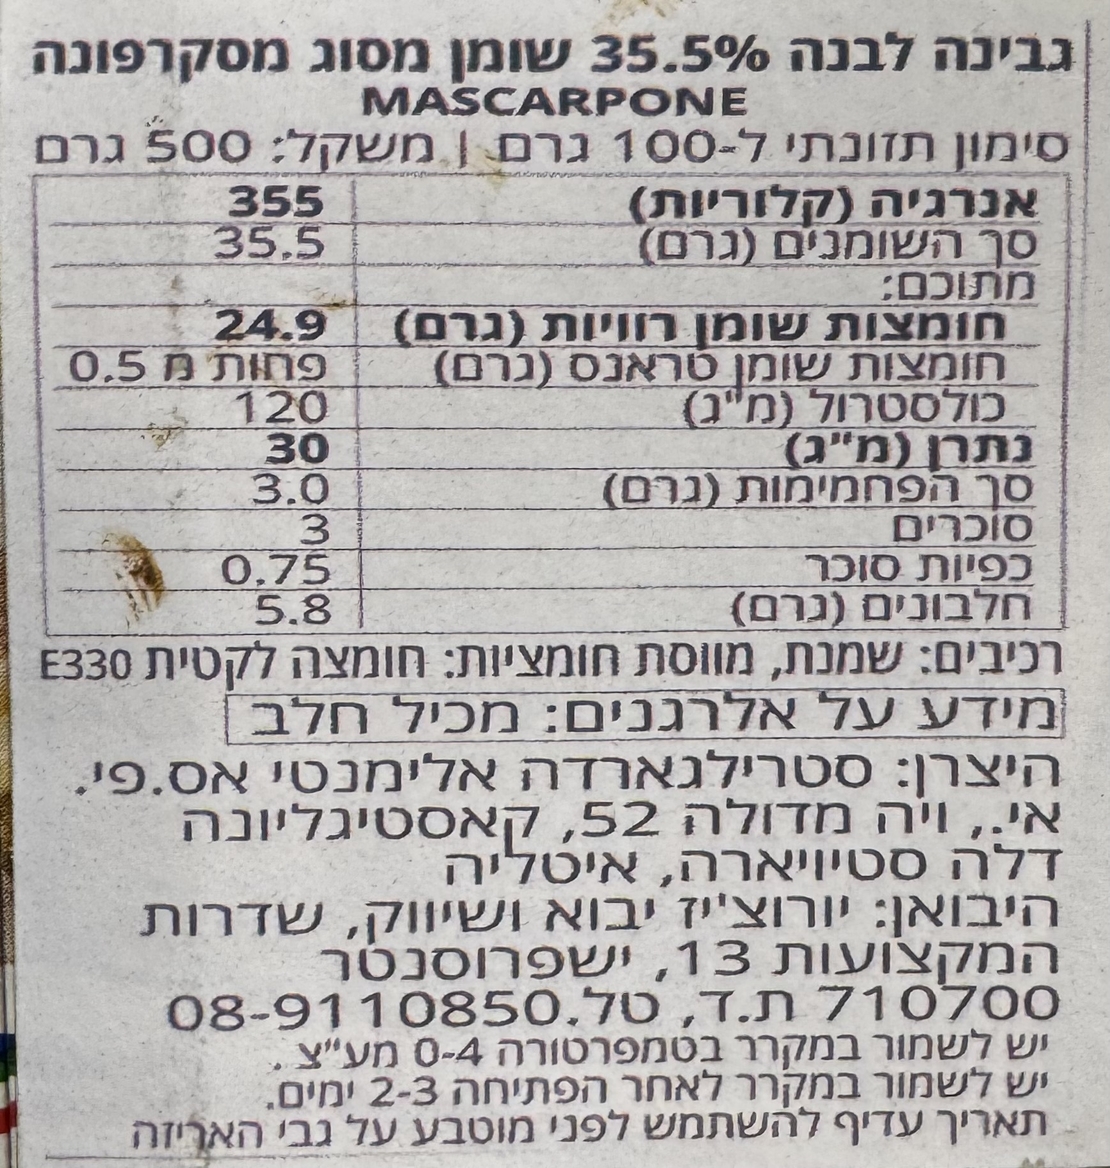 גבינה לבנה 35.5% שומן מסוג מסקרפונה
MASCARPONE
סימון תזונתי ל-100 גרם | משקל: 500 גרם
אנרגיה (קלוריות) 355
סך השומנים (גרם) 35.5
מתוכם:
חומצות שומן רוויות (גרם) 24.9
חומצות שומן טראנס (גרם) פחות מ 0.5
כולסטרול (מ"ג) 120
נתרן (מ"ג) 30
סך הפחמימות (גרם) 3.0
סוכרים 3
כפיות סוכר 0.75
חלבונים (גרם) 5.8
רכיבים: שמנת, מווסת חומציות: חומצה לקטית E330
מידע על אלרגנים: מכיל חלב
היצרן: סטרילגארדה אלימנטי אס.פי.
אי., ויה מדולה 52, קאסטיגליונה
דלה סטיויארה, איטליה
היבואן: יורוצ'יז יבוא ושיווק, שדרות
המקצועות 13, ישפרוסנטר
710700 ת.ד, טל.08-9110850
יש לשמור במקרר בטמפרטורה 0-4 מע"צ .
יש לשמור במקרר לאחר הפתיחה 2-3 ימים.
תאריך עדיף להשתמש לפני מוטבע על גבי האריזה